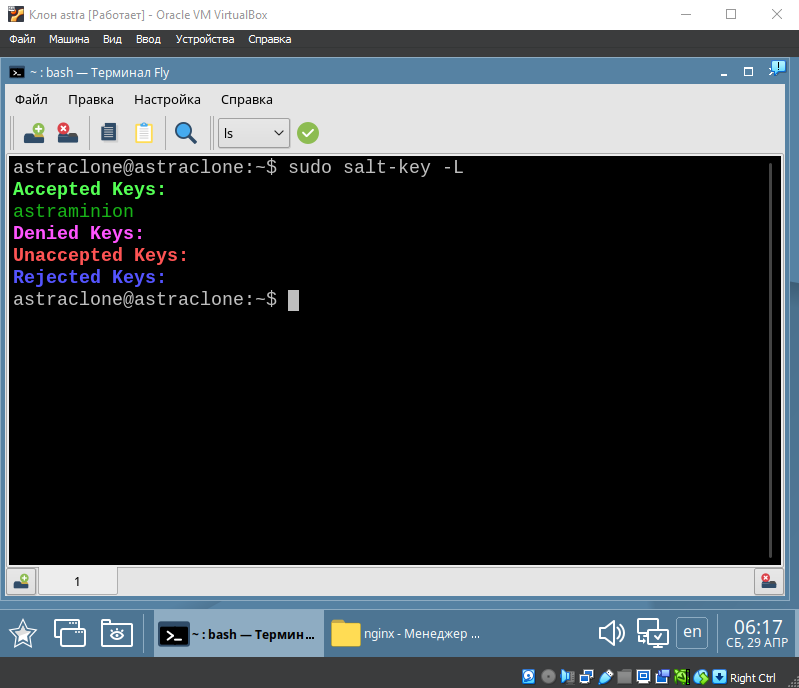 Клон astra [Работает] - Oracle VM VirtualBox
Файл Машина Вид Ввод Устройства Справка
~ : bash — Терминал Fly
Файл Правка Настройка Справка
ls
astraclone@astraclone:~$ sudo salt-key -L
Accepted Keys:
astraminion
Denied Keys:
Unaccepted Keys:
Rejected Keys:
astraclone@astraclone:~$
1
~ : bash — Термин...
nginx - Менеджер ...
en
06:17
СБ, 29 АПР
Right Ctrl